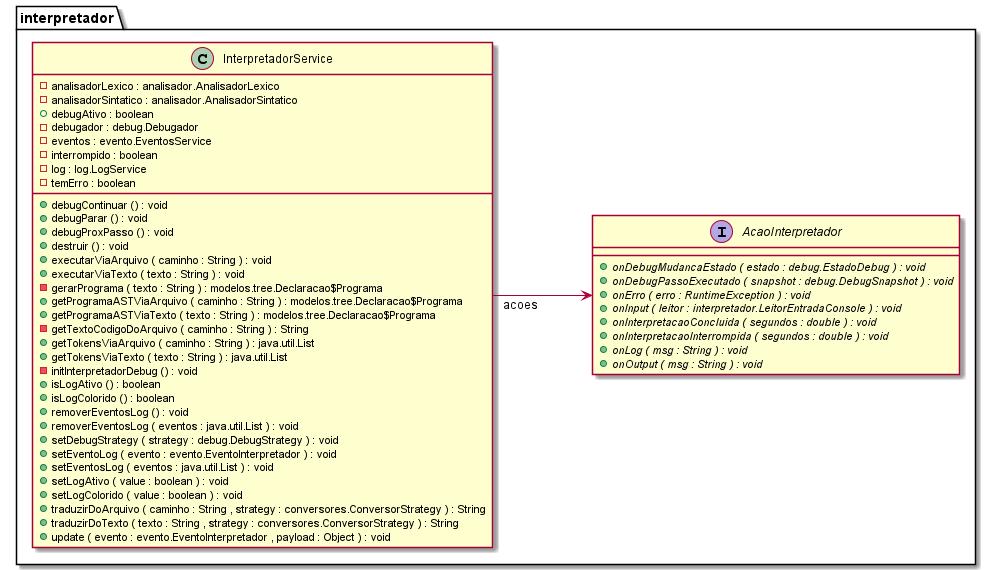 interpretador
C InterpretadorService
analisadorLexico : analisador.AnalisadorLexico
analisadorSintatico : analisador.AnalisadorSintatico
debugAtivo : boolean
debugador : debug.Debugador
eventos : evento.EventosService
interrompido : boolean
log : log.LogService
temErro : boolean
debugContinuar () : void
debugParar () : void
debugProxPasso () : void
destruir () : void
executarViaArquivo ( caminho : String ) : void
executarViaTexto ( texto : String ) : void
gerarPrograma ( texto : String ) : modelos.tree.Declaracao$Programa
getProgramaASTViaArquivo ( caminho : String ) : modelos.tree.Declaracao$Programa
getProgramaASTViaTexto ( texto : String ) : modelos.tree.Declaracao$Programa
getTextoCodigoDoArquivo ( caminho : String ) : String
getTokensViaArquivo ( caminho : String ) : java.util.List
getTokensViaTexto ( texto : String ) : java.util.List
initInterpretadorDebug () : void
isLogAtivo () : boolean
isLogColorido () : boolean
removerEventosLog () : void
removerEventosLog ( eventos : java.util.List ) : void
setDebugStrategy ( strategy : debug.DebugStrategy ) : void
setEventoLog ( evento : evento.EventoInterpretador ) : void
setEventosLog ( eventos : java.util.List ) : void
setLogAtivo ( value : boolean ) : void
setLogColorido ( value : boolean ) : void
traduzirDoArquivo ( caminho : String , strategy : conversores.ConversorStrategy ) : String
traduzirDoTexto ( texto : String , strategy : conversores.ConversorStrategy ) : String
update ( evento : evento.EventoInterpretador , payload : Object ) : void
acoes
I AcaoInterpretador
onDebugMudancaEstado ( estado : debug.EstadoDebug ) : void
onDebugPassoExecutado ( snapshot : debug.DebugSnapshot ) : void
onErro ( erro : RuntimeException ) : void
onInput ( leitor : interpretador.LeitorEntradaConsole ) : void
onInterpretacaoConcluida ( segundos : double ) : void
onInterpretacaoInterrompida ( segundos : double ) : void
onLog ( msg : String ) : void
onOutput ( msg : String ) : void